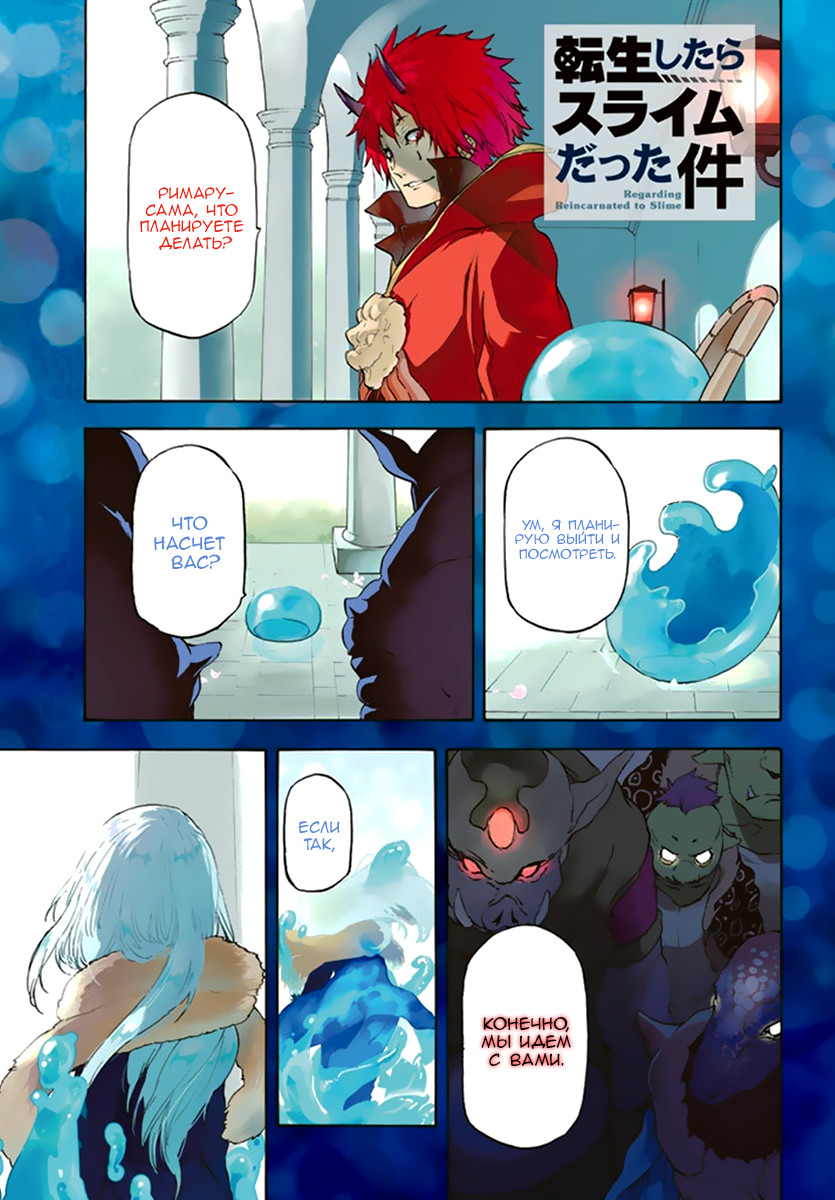 転生したら
スライム
だった件
Regarding
Reincarnated to Slime
РИМАРУ-
САМА, ЧТО
ПЛАНИРУЕТЕ
ДЕЛАТЬ?
УМ, Я ПЛАНИ-
РУЮ ВЫЙТИ И
ПОСМОТРЕТЬ.
ЧТО
НАСЧЕТ
ВАС?
КОНЕЧНО,
МЫ ИДЕМ
С ВАМИ.
ЕСЛИ
ТАК,